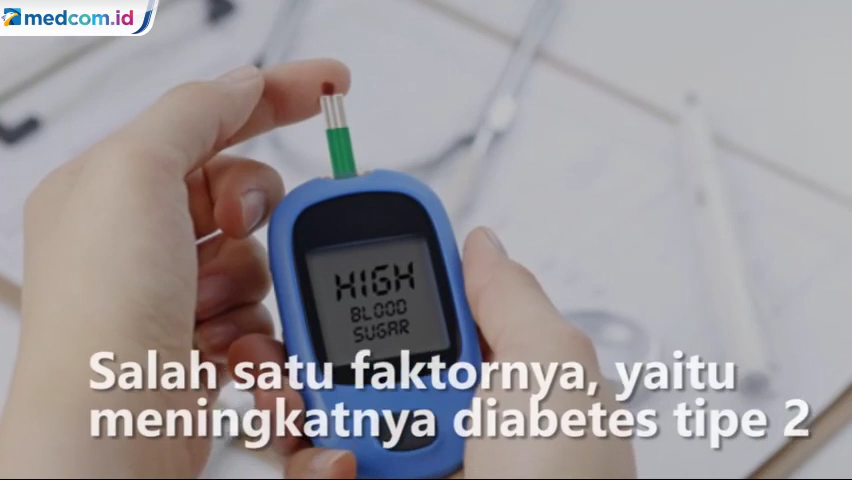 medcom.id
HIGH
BLOOD
SUGAR
Salah satu faktornya, yaitu
meningkatnya diabetes tipe 2